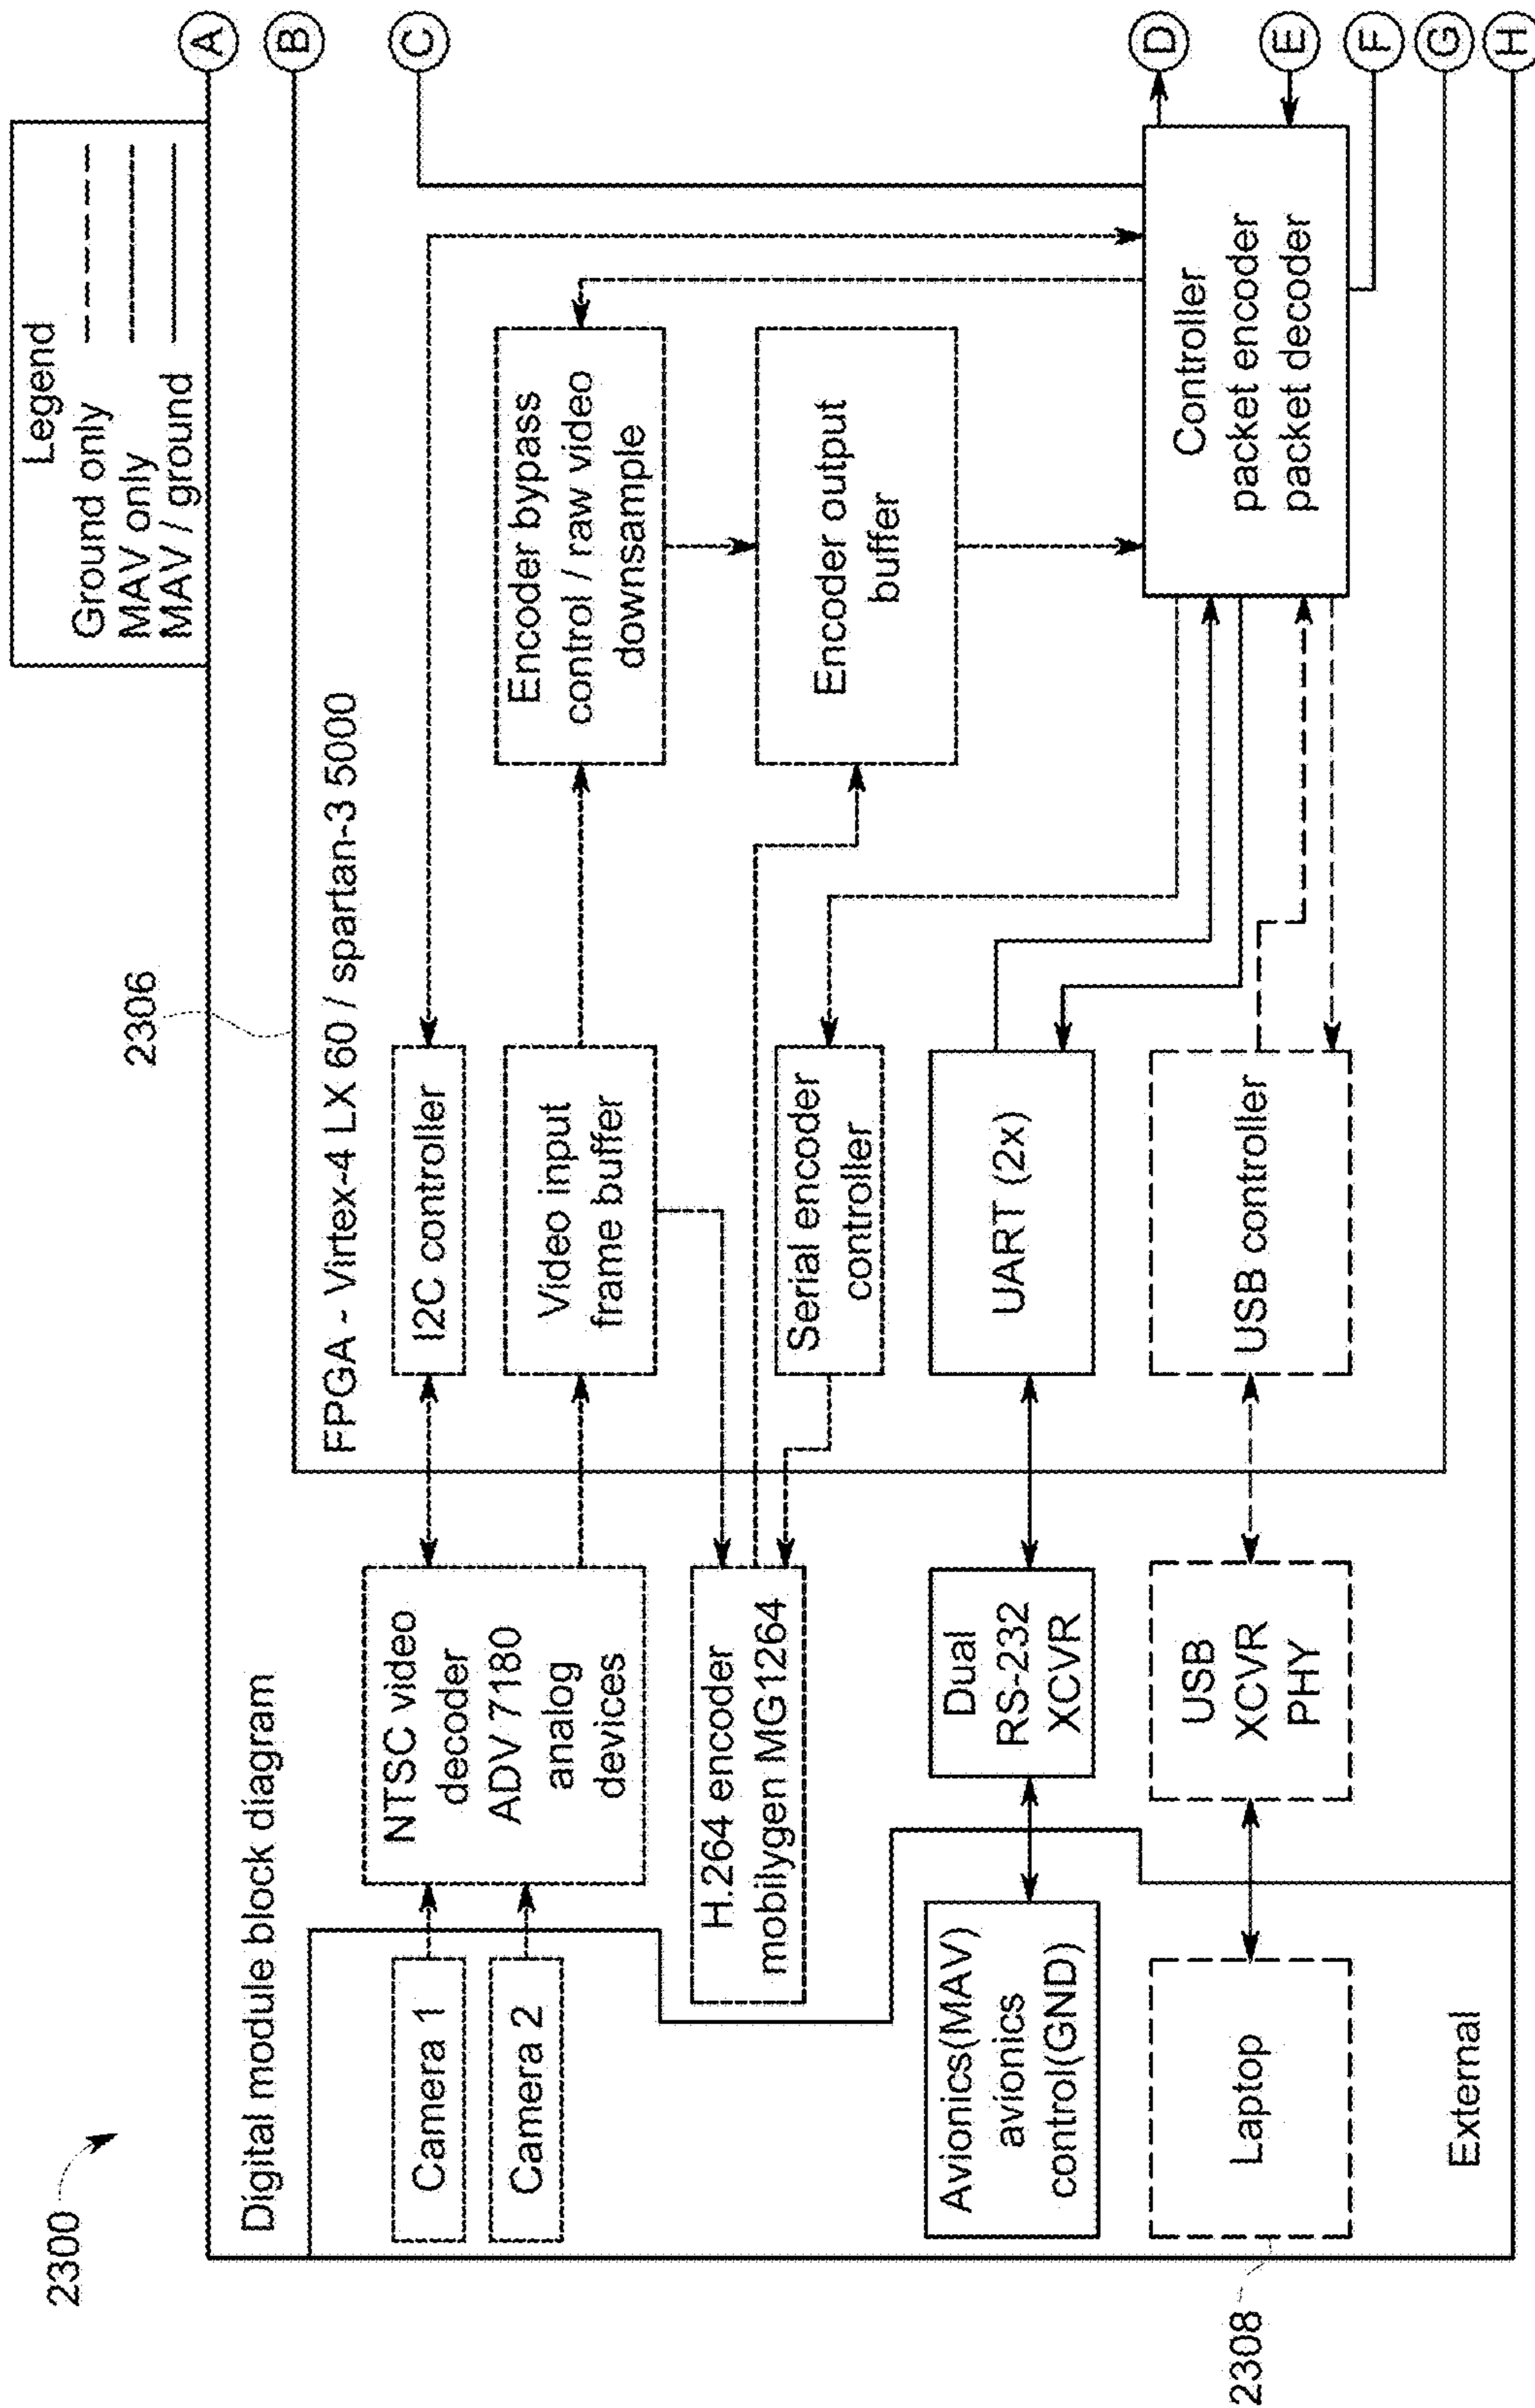 2300
Legend
Ground only
MAV only
MAV / ground
2306
Digital module block diagram
FPGA - Virtex-4 LX 60 / spartan-3 5000
A
B
C
D
E
F
G
H
Camera 1
Camera 2
NTSC video
decoder
ADV 7180
analog
devices
I2C controller
Video input
frame buffer
Encoder bypass
control / raw video
downsample
H.264 encoder
mobilygen MG1264
Serial encoder
controller
Encoder output
buffer
Avionics(MAV)
avionics
control(GND)
Dual
RS-232
XCVR
UART (2x)
Controller
packet encoder
packet decoder
Laptop
USB
XCVR
PHY
USB controller
External
2308